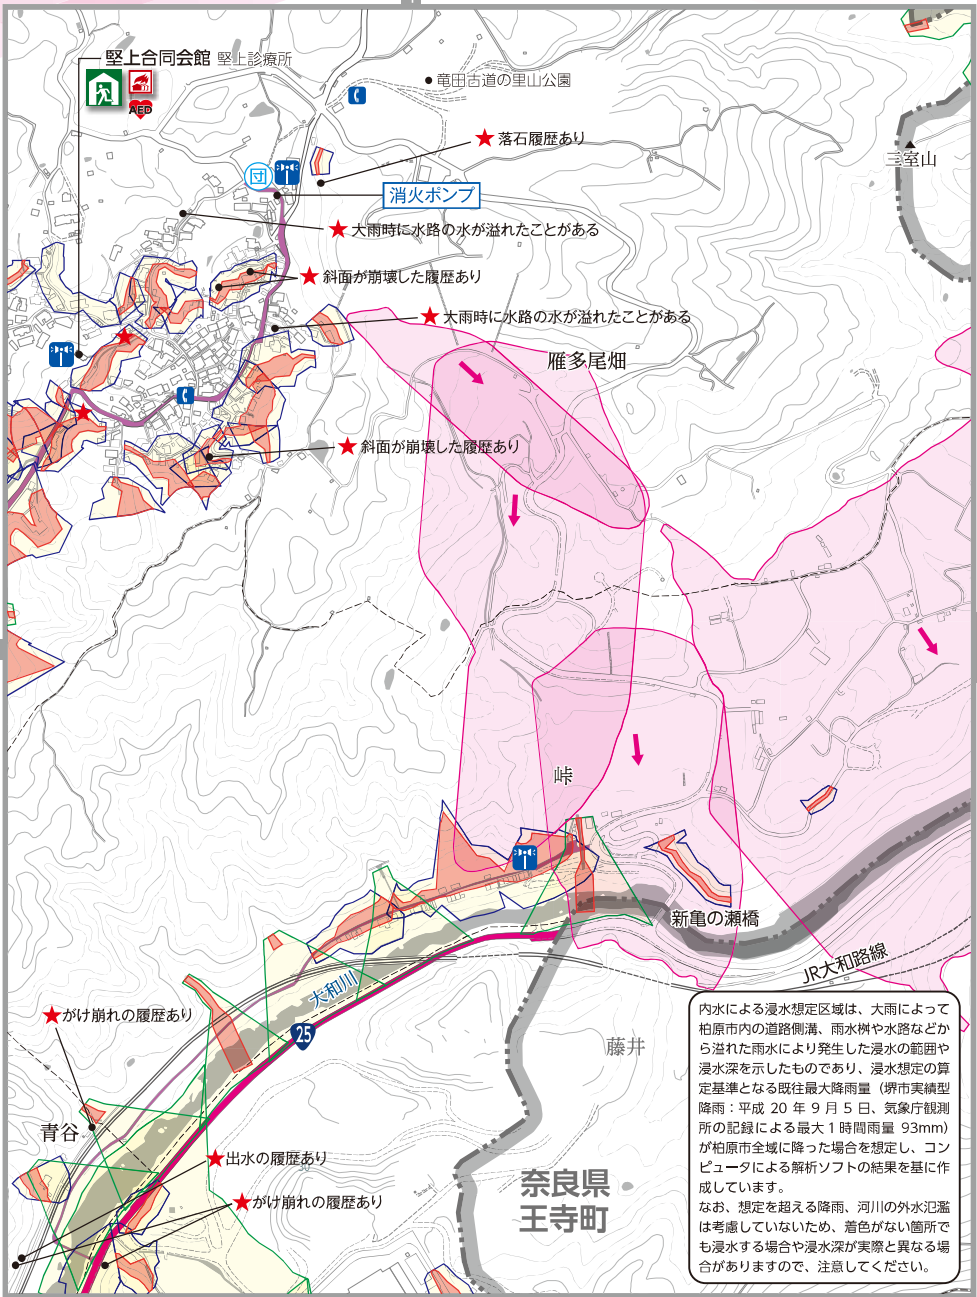 堅上合同会館 堅上診療所
AED
竜田古道の里山公園
★落石履歴あり
三室山
団
消火ポンプ
★大雨時に水路の水が溢れたことがある
★斜面が崩壊した履歴あり
★大雨時に水路の水が溢れたことがある
雁多尾畑
★斜面が崩壊した履歴あり
峠
新亀の瀬橋
JR大和路線
大和川
25
★がけ崩れの履歴あり
藤井
青谷
★出水の履歴あり
★がけ崩れの履歴あり
奈良県
王寺町
内水による浸水想定区域は、大雨によって
柏原市内の道路側溝、雨水桝や水路などか
ら溢れた雨水により発生した浸水の範囲や
浸水深を示したものであり、浸水想定の算
定基準となる既往最大降雨量（堺市実績型
降雨：平成 20 年 9 月 5 日、気象庁観測
所の記録による最大１時間雨量 93mm）
が柏原市全域に降った場合を想定し、コン
ピュータによる解析ソフトの結果を基に作
成しています。
なお、想定を超える降雨、河川の外水氾濫
は考慮していないため、着色がない箇所で
も浸水する場合や浸水深が実際と異なる場
合がありますので、注意してください。